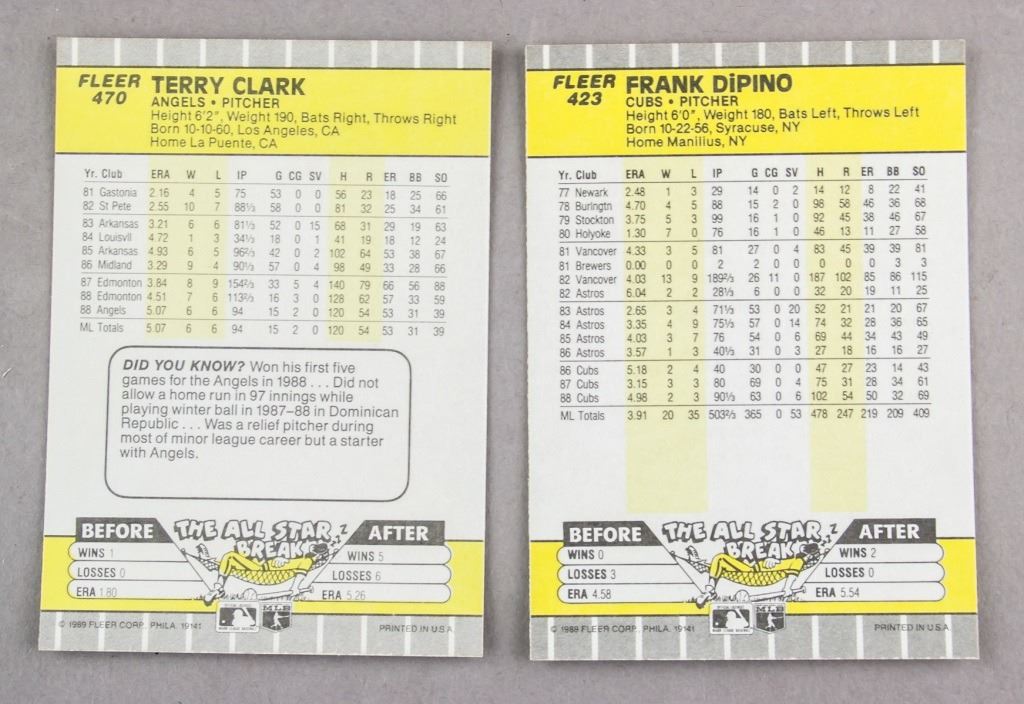 FLEER
470
TERRY CLARK
ANGELS • PITCHER
Height 6'2", Weight 190, Bats Right, Throws Right
Born 10-10-60, Los Angeles, CA
Home La Puente, CA
Yr. Club ERA W L IP G CG SV H R ER BB SO
81 Gastonia 2.16 4 5 75 53 0 0 56 23 18 25 66
82 St Pete 2.55 10 7 88⅓ 58 0 0 81 32 25 34 61
83 Arkansas 3.21 6 6 81⅓ 52 0 15 68 31 29 19 63
84 Louisvll 4.72 1 3 34⅓ 18 0 1 41 19 18 12 24
85 Arkansas 4.93 6 5 96⅔ 42 0 2 102 64 53 38 67
86 Midland 3.29 9 4 90⅓ 57 0 4 98 49 33 28 66
87 Edmonton 3.84 8 9 154⅔ 33 5 4 140 79 66 56 88
88 Edmonton 4.51 7 6 113⅔ 16 3 0 128 62 57 33 59
88 Angels 5.07 6 6 94 15 2 0 120 54 53 31 39
ML Totals 5.07 6 6 94 15 2 0 120 54 53 31 39
DID YOU KNOW? Won his first five
games for the Angels in 1988 . . . Did not
allow a home run in 97 innings while
playing winter ball in 1987–88 in Dominican
Republic . . . Was a relief pitcher during
most of minor league career but a starter
with Angels.
BEFORE THE ALL STAR BREAK AFTER
WINS 1 WINS 5
LOSSES 0 LOSSES 6
ERA 1.80 ERA 5.26
MLB
© 1989 FLEER CORP., PHILA. 19141 PRINTED IN U.S.A.
FLEER
423
FRANK DiPINO
CUBS • PITCHER
Height 6'0", Weight 180, Bats Left, Throws Left
Born 10-22-56, Syracuse, NY
Home Manilius, NY
Yr. Club ERA W L IP G CG SV H R ER BB SO
77 Newark 2.48 1 3 29 14 0 2 14 12 8 22 41
78 Burlngtn 4.70 4 5 88 15 2 0 98 58 46 36 68
79 Stockton 3.75 5 3 99 16 1 0 92 45 38 46 67
80 Holyoke 1.30 7 0 76 16 1 0 46 13 11 27 58
81 Vancover 4.33 3 5 81 27 0 4 83 45 39 39 81
81 Brewers 0.00 0 0 2 2 0 0 0 0 0 3 3
82 Vancover 4.03 13 9 189⅔ 26 11 0 187 102 85 86 115
82 Astros 6.04 2 2 28⅓ 6 0 0 32 20 19 11 25
83 Astros 2.65 3 4 71⅓ 53 0 20 52 21 21 20 67
84 Astros 3.35 4 9 75⅓ 57 0 14 74 32 28 36 65
85 Astros 4.03 3 7 76 54 0 6 69 44 34 43 49
86 Astros 3.57 1 3 40⅓ 31 0 3 27 18 16 16 27
86 Cubs 5.18 2 4 40 30 0 0 47 27 23 14 43
87 Cubs 3.15 3 3 80 69 0 4 75 31 28 34 61
88 Cubs 4.98 2 3 90⅓ 63 0 6 102 54 50 32 69
ML Totals 3.91 20 35 503⅔ 365 0 53 478 247 219 209 409
BEFORE THE ALL STAR BREAK AFTER
WINS 0 WINS 2
LOSSES 3 LOSSES 0
ERA 4.58 ERA 5.54
MLB
© 1989 FLEER CORP., PHILA. 19141 PRINTED IN U.S.A.